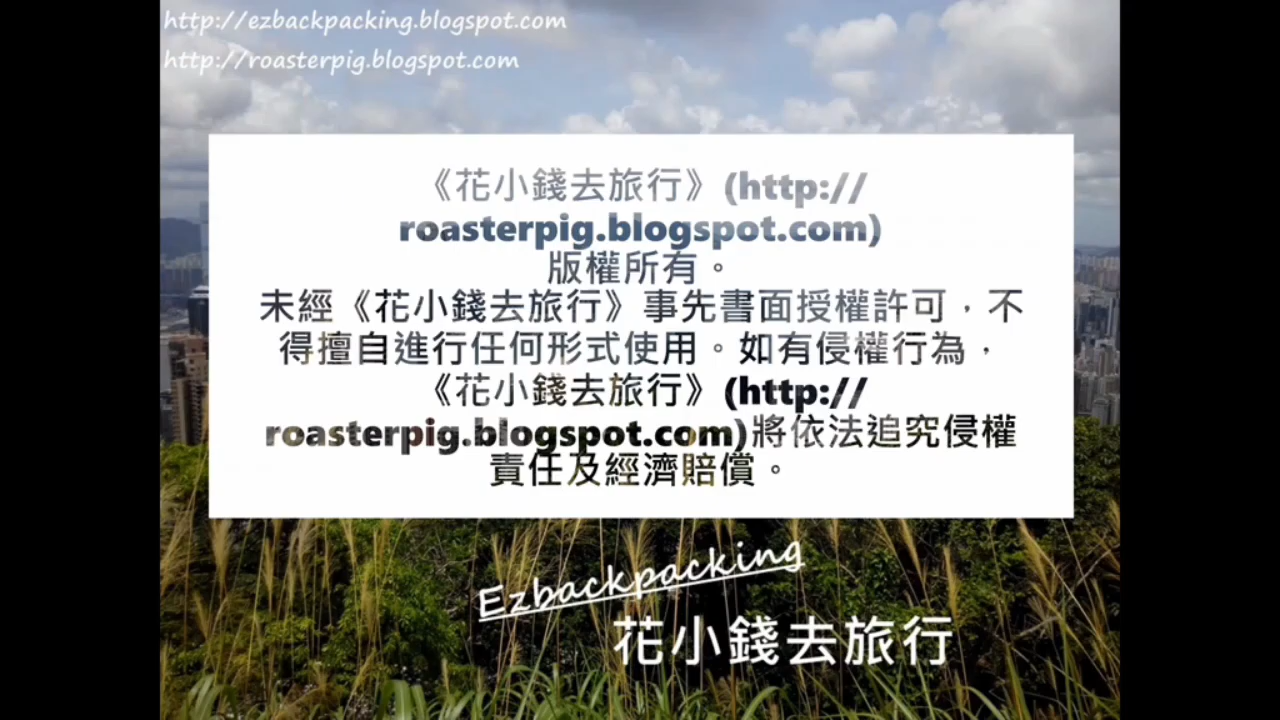 http://ezbackpacking.blogspot.com
http://roasterpig.blogspot.com
《花小錢去旅行》(http://
roasterpig.blogspot.com)
版權所有。
未經《花小錢去旅行》事先書面授權許可，不
得擅自進行任何形式使用。如有侵權行為，
《花小錢去旅行》(http://
roasterpig.blogspot.com)將依法追究侵權
責任及經濟賠償。
Ezbackpacking
花小錢去旅行